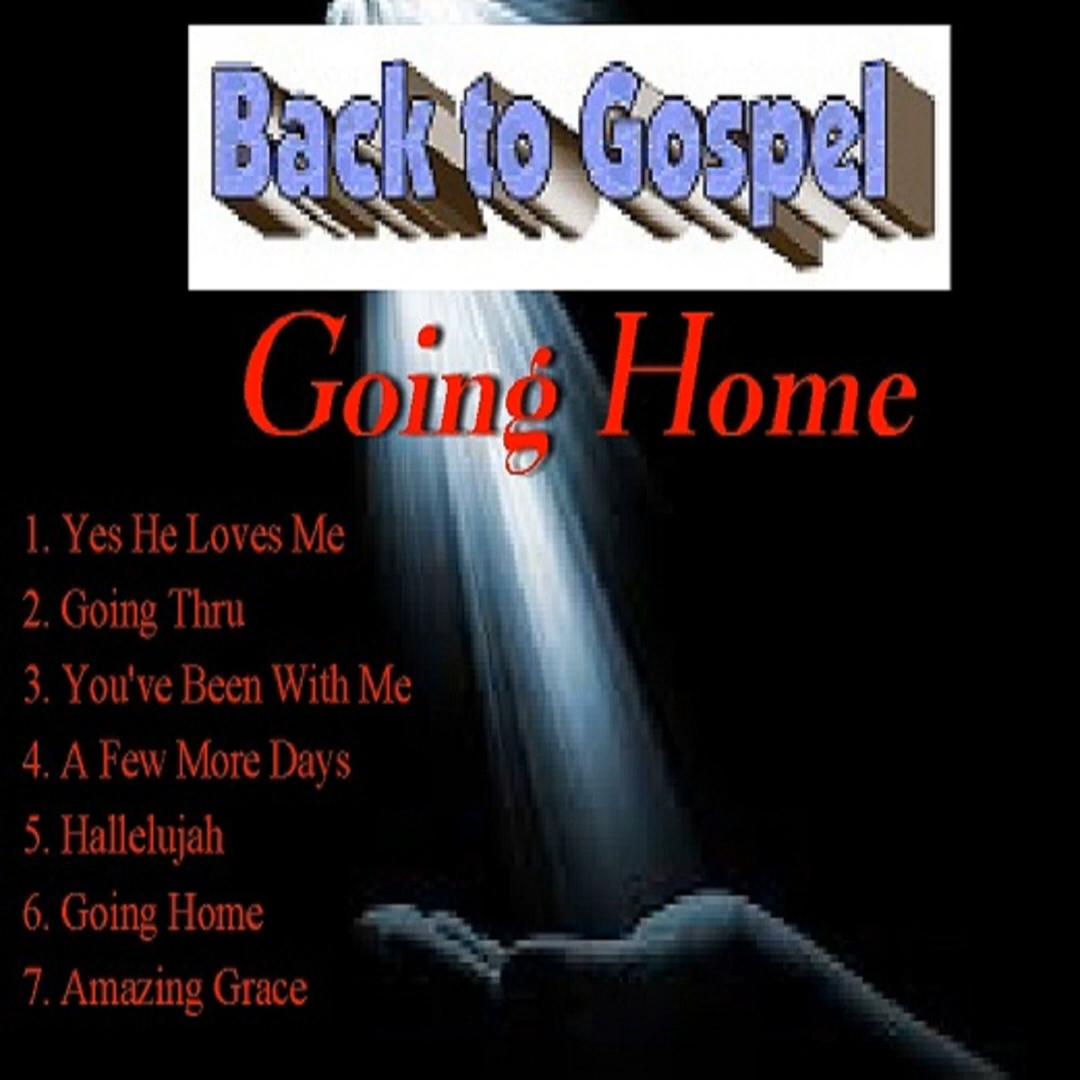 Back to Gospel
Going Home
1. Yes He Loves Me
2. Going Thru
3. You've Been With Me
4. A Few More Days
5. Hallelujah
6. Going Home
7. Amazing Grace